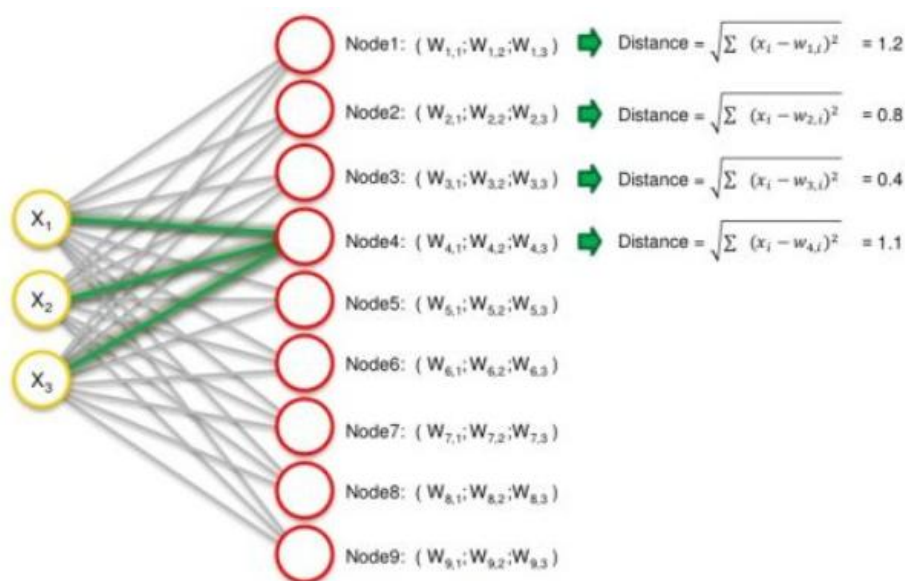 Node1: ( W1,1; W1,2; W1,3 ) Distance = √ Σ (xi − w1,i)² = 1.2
Node2: ( W2,1; W2,2; W2,3 ) Distance = √ Σ (xi − w2,i)² = 0.8
Node3: ( W3,1; W3,2; W3,3 ) Distance = √ Σ (xi − w3,i)² = 0.4
X1
Node4: ( W4,1; W4,2; W4,3 ) Distance = √ Σ (xi − w4,i)² = 1.1
X2
Node5: ( W5,1; W5,2; W5,3 )
Node6: ( W6,1; W6,2; W6,3 )
X3
Node7: ( W7,1; W7,2; W7,3 )
Node8: ( W8,1; W8,2; W8,3 )
Node9: ( W9,1; W9,2; W9,3 )